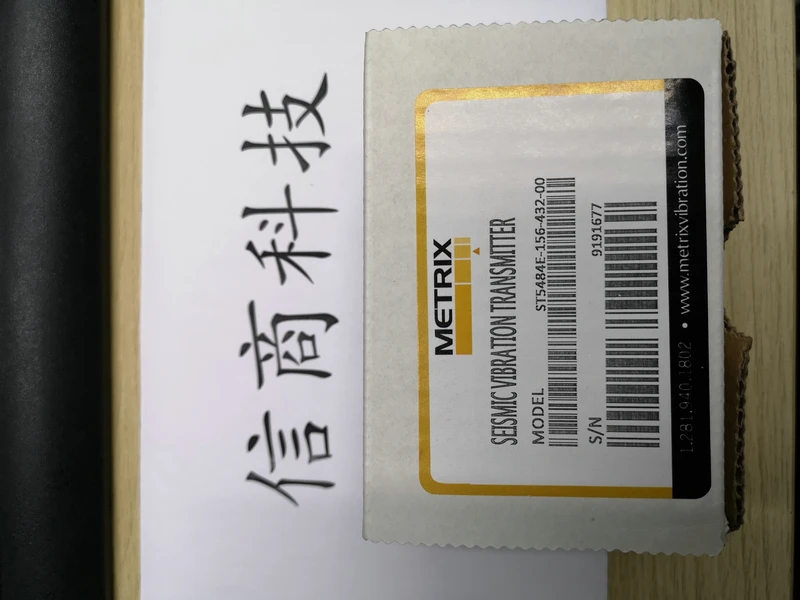 信商科技
METRIX
SEISMIC VIBRATION TRANSMITTER
MODEL ST5484E-156-432-00
S/N 9191677
1.281.940.1802 • www.metrixvibration.com